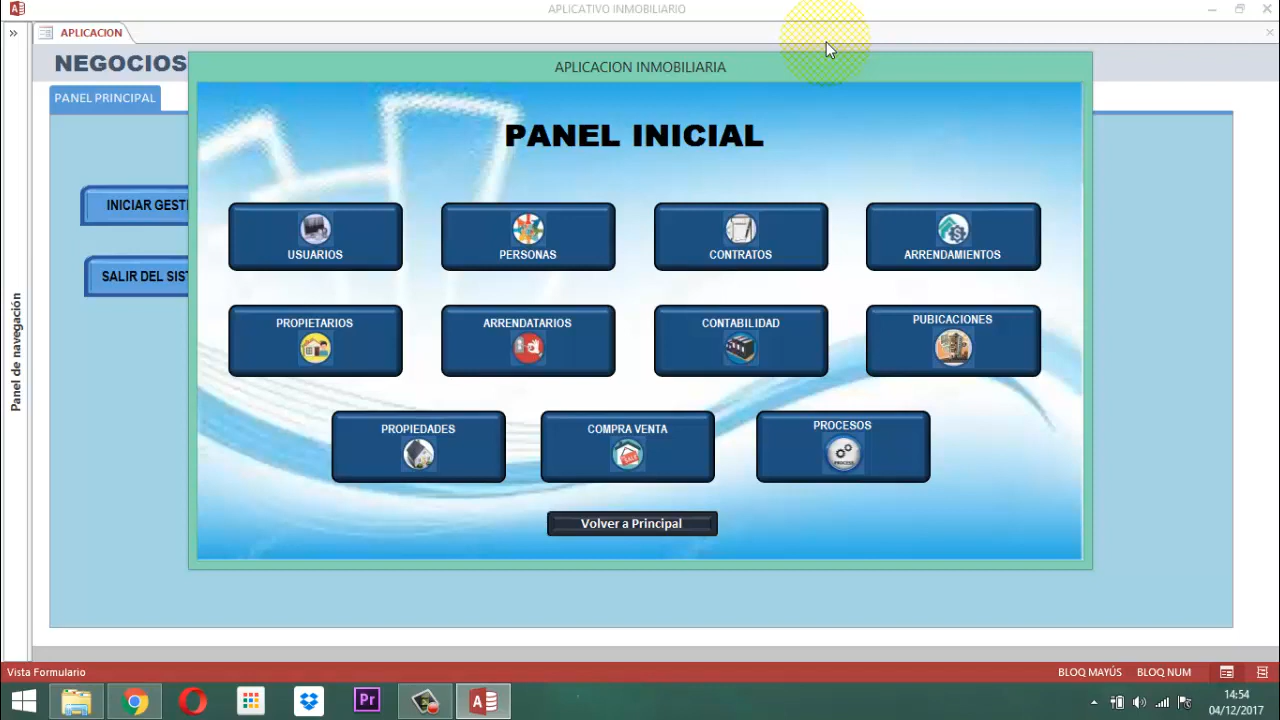 APLICATIVO INMOBILIARIO
APLICACION
NEGOCIOS
APLICACION INMOBILIARIA
PANEL PRINCIPAL
PANEL INICIAL
INICIAR GESTI
SALIR DEL SIST
USUARIOS
PERSONAS
CONTRATOS
ARRENDAMIENTOS
PROPIETARIOS
ARRENDATARIOS
CONTABILIDAD
PUBICACIONES
PROPIEDADES
COMPRA VENTA
PROCESOS
PROCESS
Volver a Principal
Panel de navegación
Vista Formulario
BLOQ MAYÚS
BLOQ NUM
Pr
14:54
04/12/2017